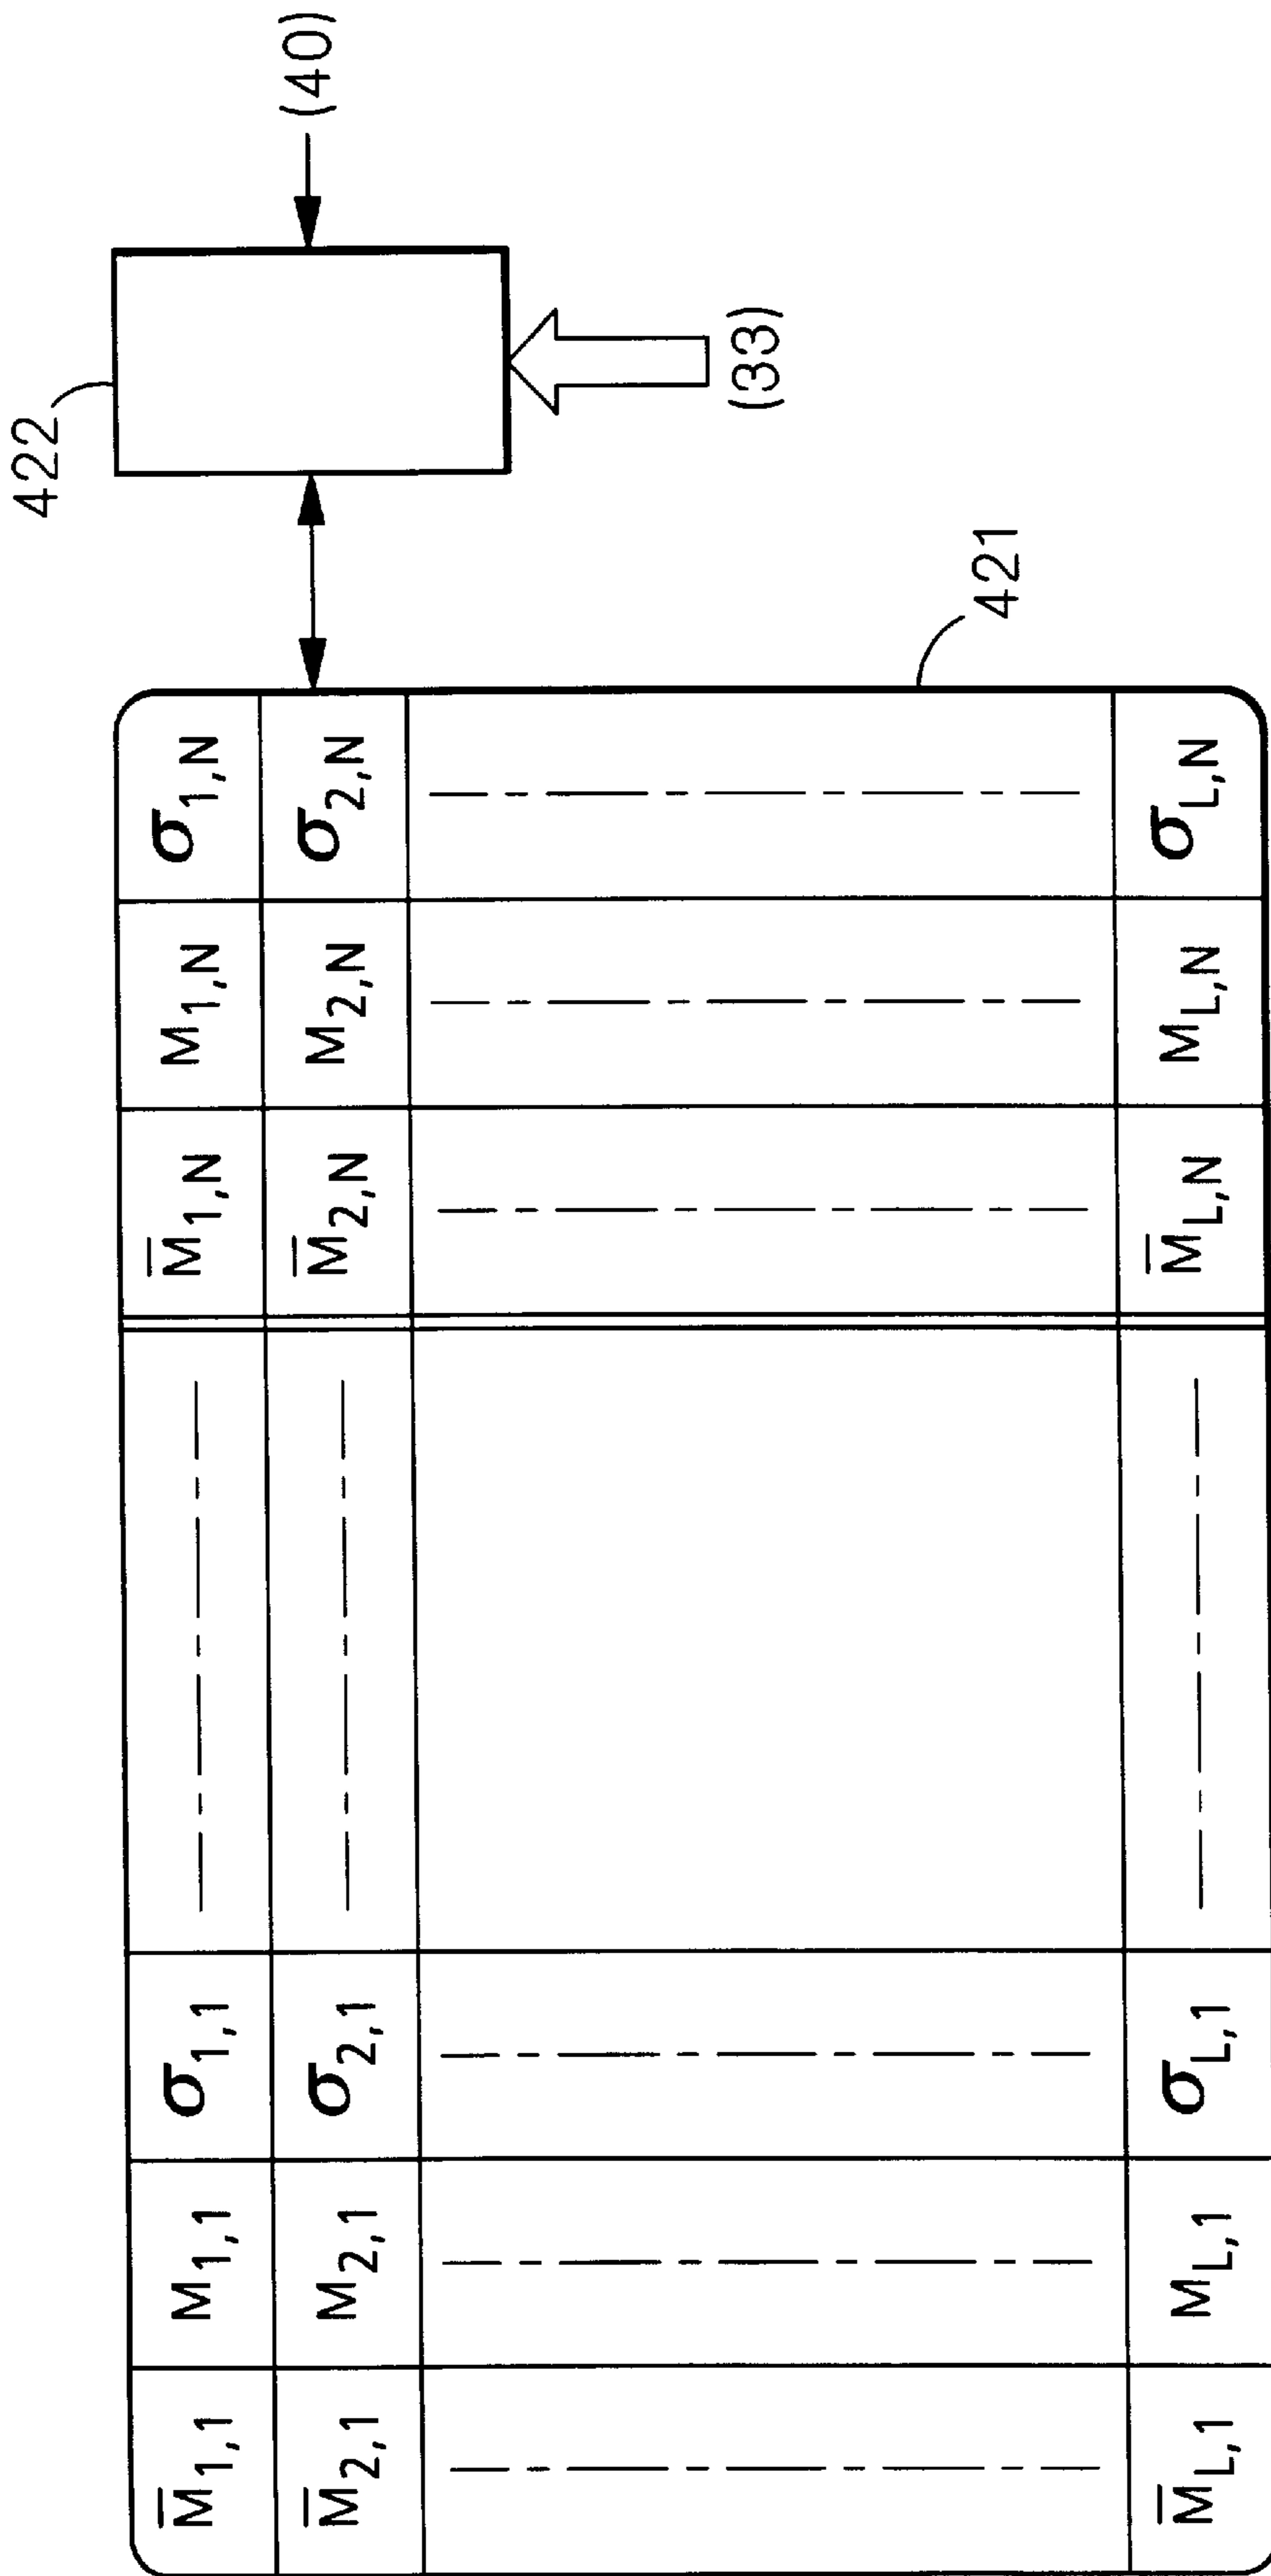 M̄1,1 M1,1 σ1,1 M̄1,N M1,N σ1,N
M̄2,1 M2,1 σ2,1 M̄2,N M2,N σ2,N
M̄L,1 ML,1 σL,1 M̄L,N ML,N σL,N
421
422
(40)
(33)